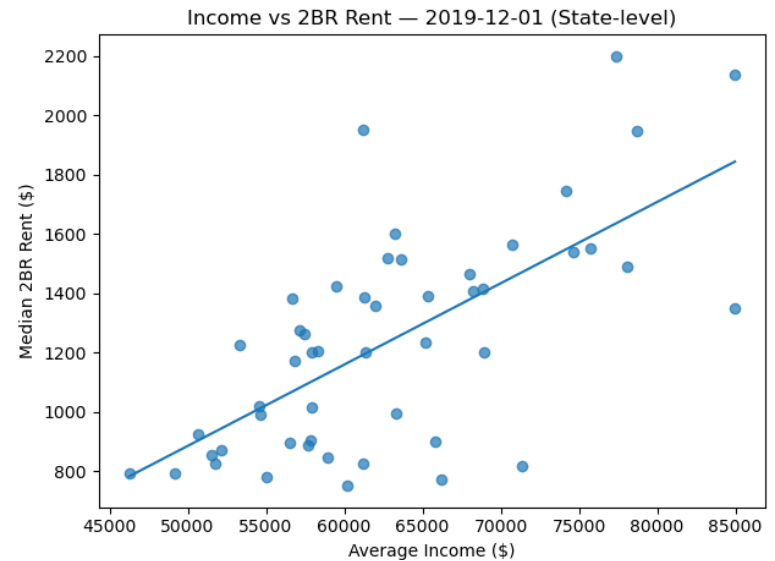 Income vs 2BR Rent — 2019-12-01 (State-level)
Median 2BR Rent ($)
2200
2000
1800
1600
1400
1200
1000
800
45000 50000 55000 60000 65000 70000 75000 80000 85000
Average Income ($)